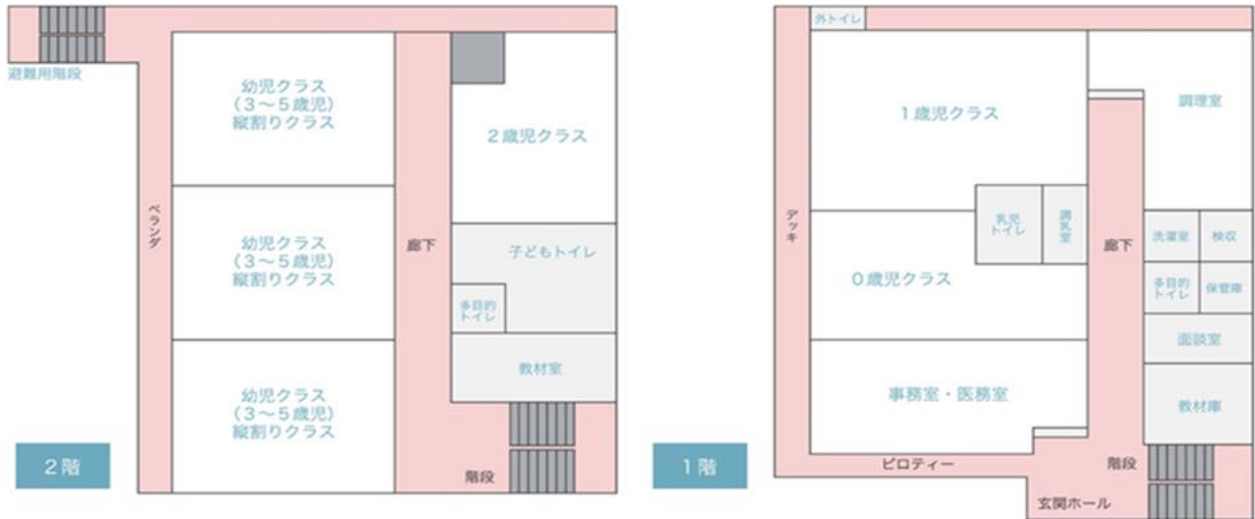 避難用階段
幼児クラス
（3〜5歳児）
縦割りクラス
2歳児クラス
ベランダ
幼児クラス
（3〜5歳児）
縦割りクラス
廊下
子どもトイレ
多目的
トイレ
教材室
幼児クラス
（3〜5歳児）
縦割りクラス
2階
階段
外トイレ
1歳児クラス
調理室
デッキ
乳児
トイレ
調乳室
廊下
洗濯室
検収
0歳児クラス
多目的
トイレ
保管庫
面談室
事務室・医務室
教材庫
1階
ピロティー
階段
玄関ホール